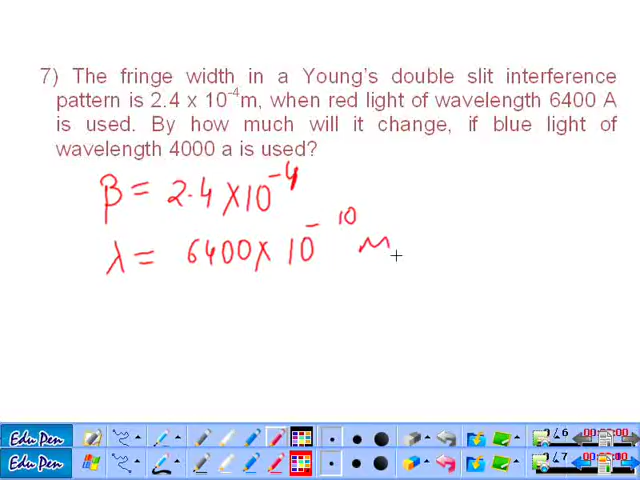 7) The fringe width in a Young's double slit interference
pattern is 2.4 x 10⁻⁴m, when red light of wavelength 6400 A
is used. By how much will it change, if blue light of
wavelength 4000 a is used?
β = 2.4 × 10⁻⁴
λ = 6400 × 10⁻¹⁰ M
Edu Pen
Edu Pen